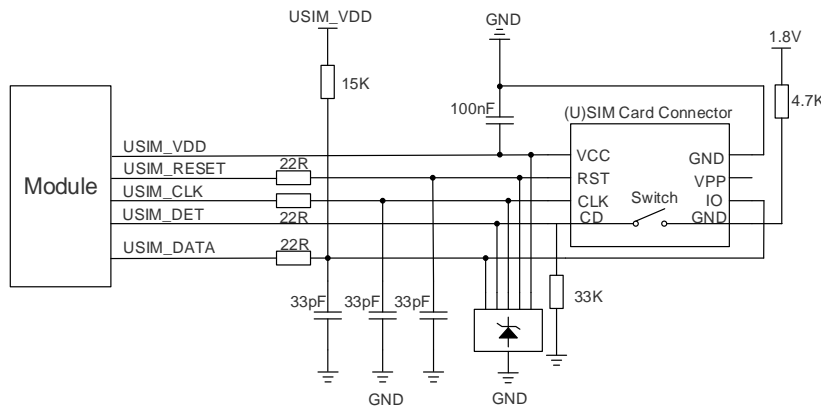 USIM_VDD
GND
1.8V
15K
4.7K
100nF
(U)SIM Card Connector
Module
USIM_VDD
VCC
GND
USIM_RESET
22R
RST
VPP
USIM_CLK
CLK
Switch
IO
USIM_DET
22R
CD
GND
USIM_DATA
22R
33pF
33pF
33pF
33K
GND
GND